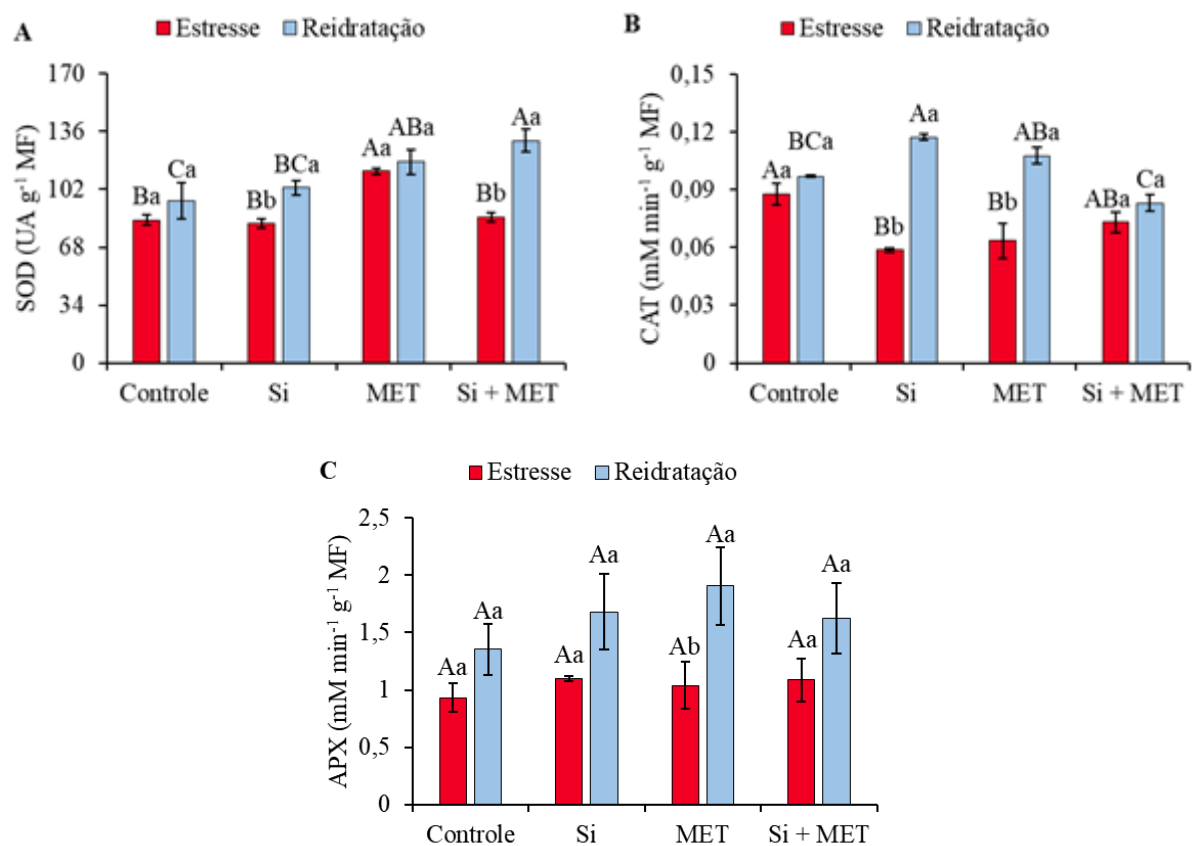 A
Estresse Reidratação
SOD (UA g⁻¹ MF)
170
136
102
68
34
0
Ba Ca Bb BCa Aa ABa Bb Aa
Controle Si MET Si + MET
B
Estresse Reidratação
CAT (mM min⁻¹ g⁻¹ MF)
0,15
0,12
0,09
0,06
0,03
0
Aa BCa Bb Aa Bb ABa ABa Ca
Controle Si MET Si + MET
C
Estresse Reidratação
APX (mM min⁻¹ g⁻¹ MF)
2,5
2
1,5
1
0,5
0
Aa Aa Aa Aa Ab Aa Aa Aa
Controle Si MET Si + MET